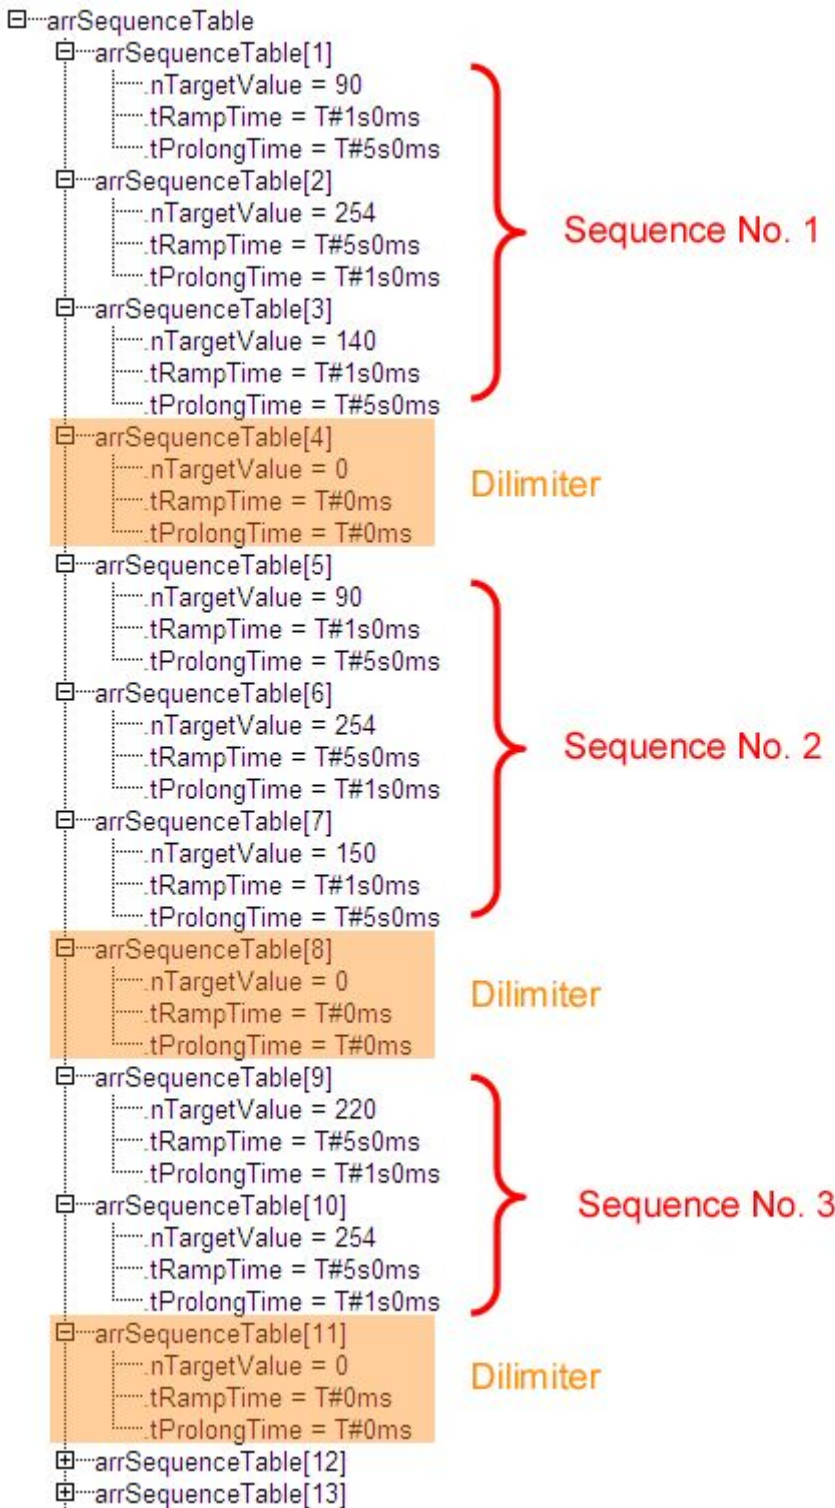 arrSequenceTable
arrSequenceTable[1]
.nTargetValue = 90
.tRampTime = T#1s0ms
.tProlongTime = T#5s0ms
arrSequenceTable[2]
.nTargetValue = 254
.tRampTime = T#5s0ms
.tProlongTime = T#1s0ms
Sequence No. 1
arrSequenceTable[3]
.nTargetValue = 140
.tRampTime = T#1s0ms
.tProlongTime = T#5s0ms
arrSequenceTable[4]
.nTargetValue = 0
.tRampTime = T#0ms
.tProlongTime = T#0ms
Dilimiter
arrSequenceTable[5]
.nTargetValue = 90
.tRampTime = T#1s0ms
.tProlongTime = T#5s0ms
arrSequenceTable[6]
.nTargetValue = 254
.tRampTime = T#5s0ms
.tProlongTime = T#1s0ms
Sequence No. 2
arrSequenceTable[7]
.nTargetValue = 150
.tRampTime = T#1s0ms
.tProlongTime = T#5s0ms
arrSequenceTable[8]
.nTargetValue = 0
.tRampTime = T#0ms
.tProlongTime = T#0ms
Dilimiter
arrSequenceTable[9]
.nTargetValue = 220
.tRampTime = T#5s0ms
.tProlongTime = T#1s0ms
arrSequenceTable[10]
.nTargetValue = 254
.tRampTime = T#5s0ms
.tProlongTime = T#1s0ms
Sequence No. 3
arrSequenceTable[11]
.nTargetValue = 0
.tRampTime = T#0ms
.tProlongTime = T#0ms
Dilimiter
arrSequenceTable[12]
arrSequenceTable[13]